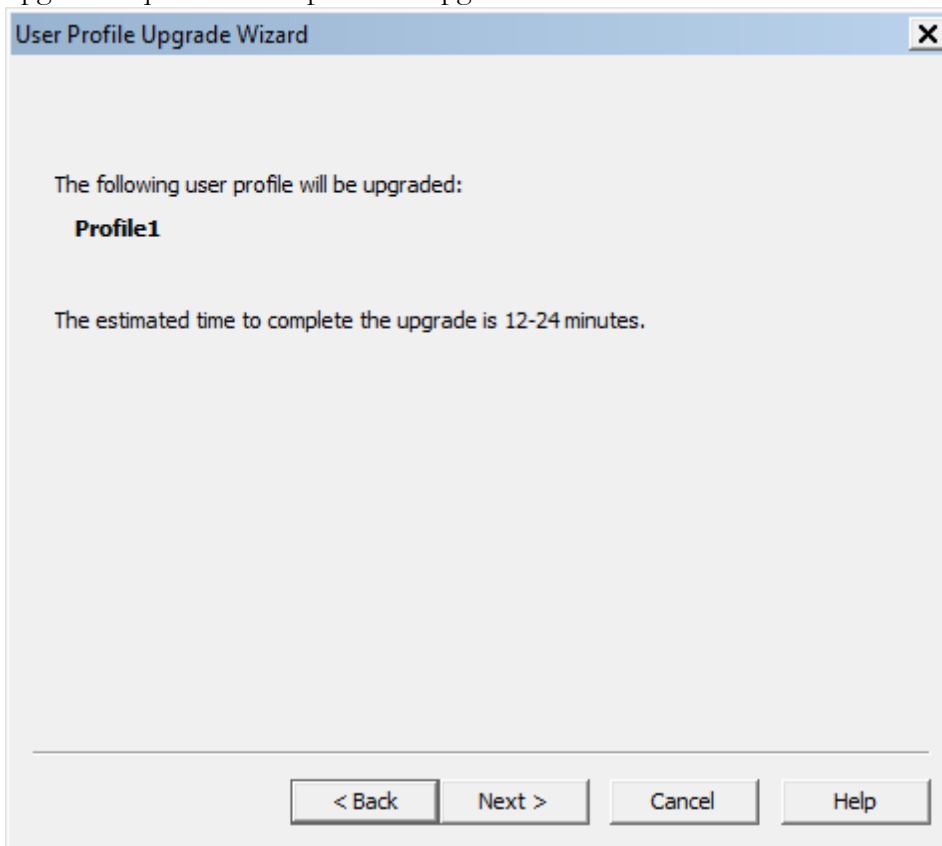 User Profile Upgrade Wizard
The following user profile will be upgraded:
Profile1
The estimated time to complete the upgrade is 12-24 minutes.
< Back Next > Cancel Help